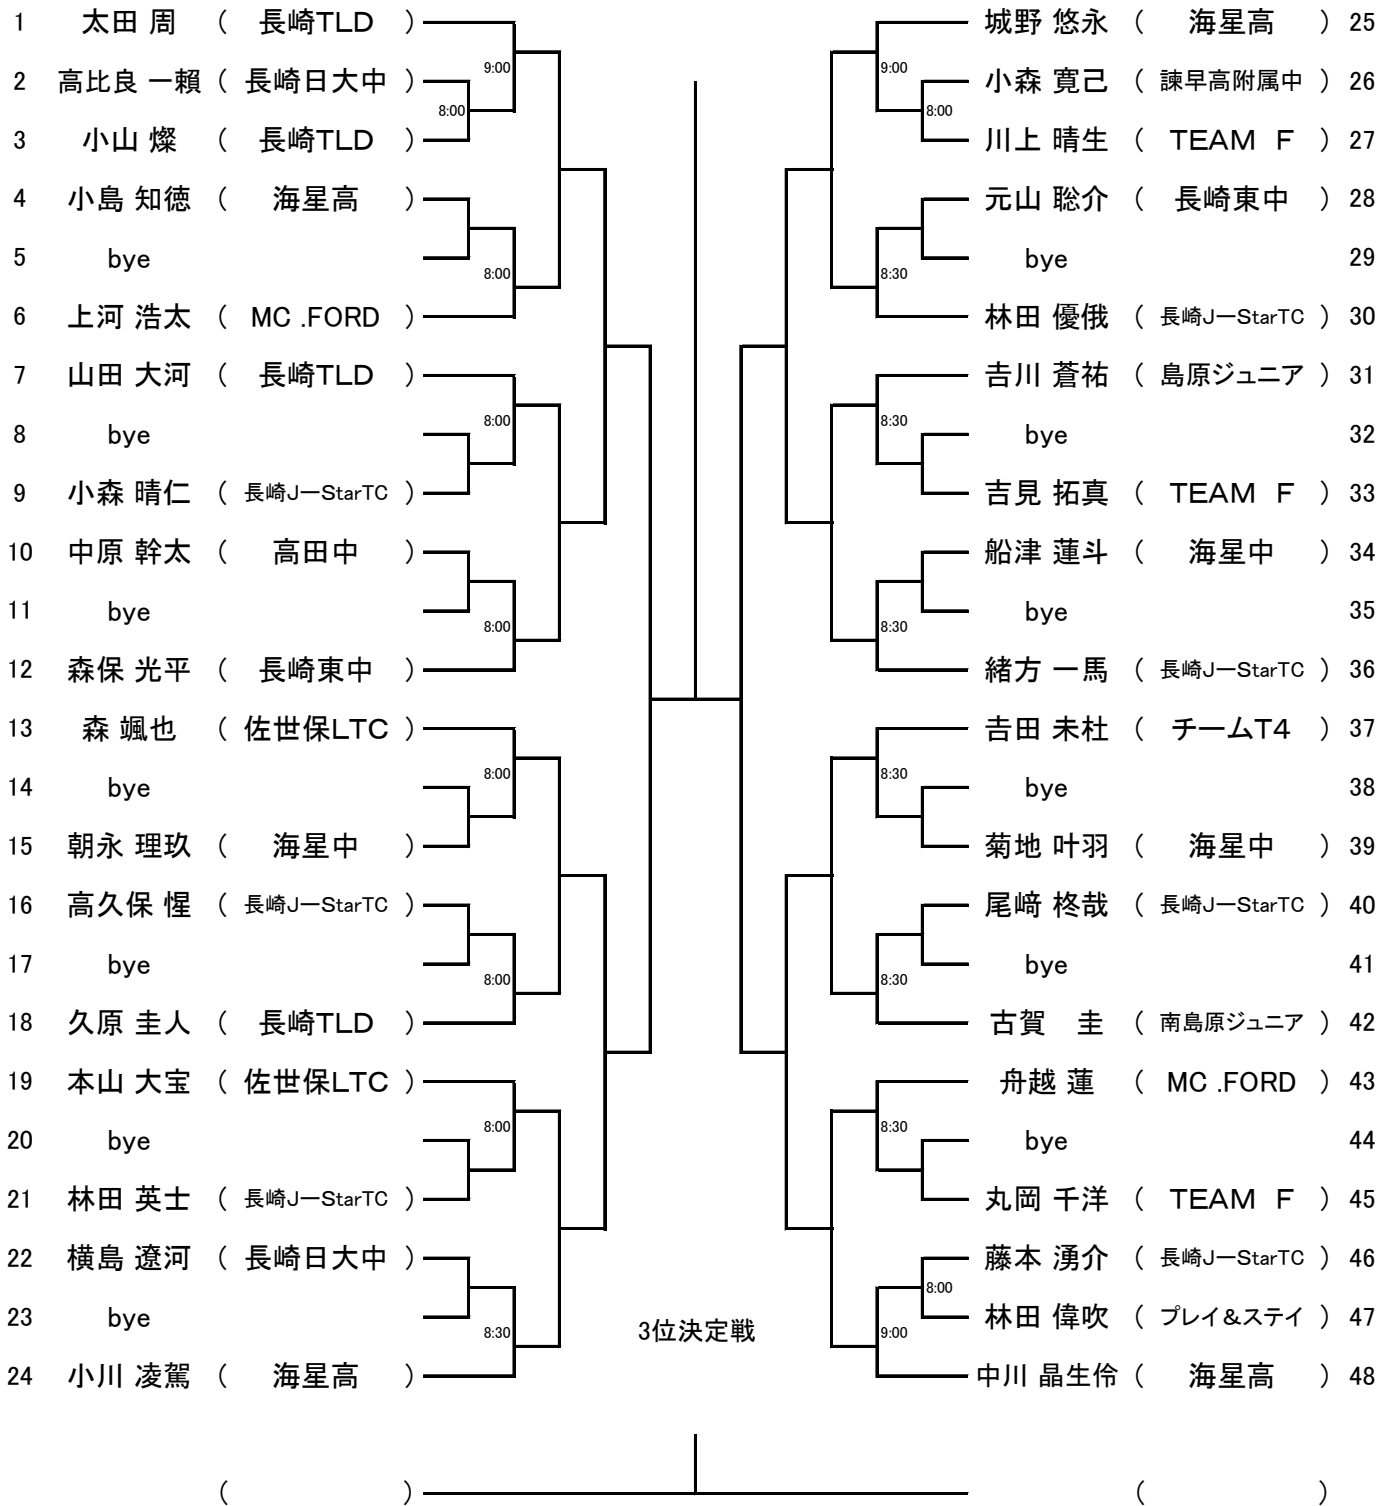 1 太田 周 ( 長崎TLD )
9:00
2 高比良 一賴 ( 長崎日大中 )
8:00
3 小山 燦 ( 長崎TLD )
4 小島 知徳 ( 海星高 )
5 bye
8:00
6 上河 浩太 ( MC .FORD )
7 山田 大河 ( 長崎TLD )
8:00
8 bye
9 小森 晴仁 ( 長崎J－StarTC )
10 中原 幹太 ( 高田中 )
11 bye
8:00
12 森保 光平 ( 長崎東中 )
13 森 颯也 ( 佐世保LTC )
8:00
14 bye
15 朝永 理玖 ( 海星中 )
16 高久保 惺 ( 長崎J－StarTC )
17 bye
8:00
18 久原 圭人 ( 長崎TLD )
19 本山 大宝 ( 佐世保LTC )
8:00
20 bye
21 林田 英士 ( 長崎J－StarTC )
22 横島 遼河 ( 長崎日大中 )
23 bye
8:30
24 小川 凌駕 ( 海星高 )
城野 悠永 ( 海星高 ) 25
9:00
小森 寛己 ( 諫早高附属中 ) 26
8:00
川上 晴生 ( TEAM F ) 27
元山 聡介 ( 長崎東中 ) 28
bye 29
8:30
林田 優俄 ( 長崎J－StarTC ) 30
𠮷川 蒼祐 ( 島原ジュニア ) 31
8:30
bye 32
吉見 拓真 ( TEAM F ) 33
船津 蓮斗 ( 海星中 ) 34
bye 35
8:30
緒方 一馬 ( 長崎J－StarTC ) 36
𠮷田 未杜 ( チームT4 ) 37
8:30
bye 38
菊地 叶羽 ( 海星中 ) 39
尾﨑 柊哉 ( 長崎J－StarTC ) 40
bye 41
8:30
古賀 圭 ( 南島原ジュニア ) 42
舟越 蓮 ( MC .FORD ) 43
8:30
bye 44
丸岡 千洋 ( TEAM F ) 45
藤本 湧介 ( 長崎J－StarTC ) 46
8:00
林田 偉吹 ( プレイ&ステイ ) 47
9:00
中川 晶生伶 ( 海星高 ) 48
3位決定戦
( ) ( )